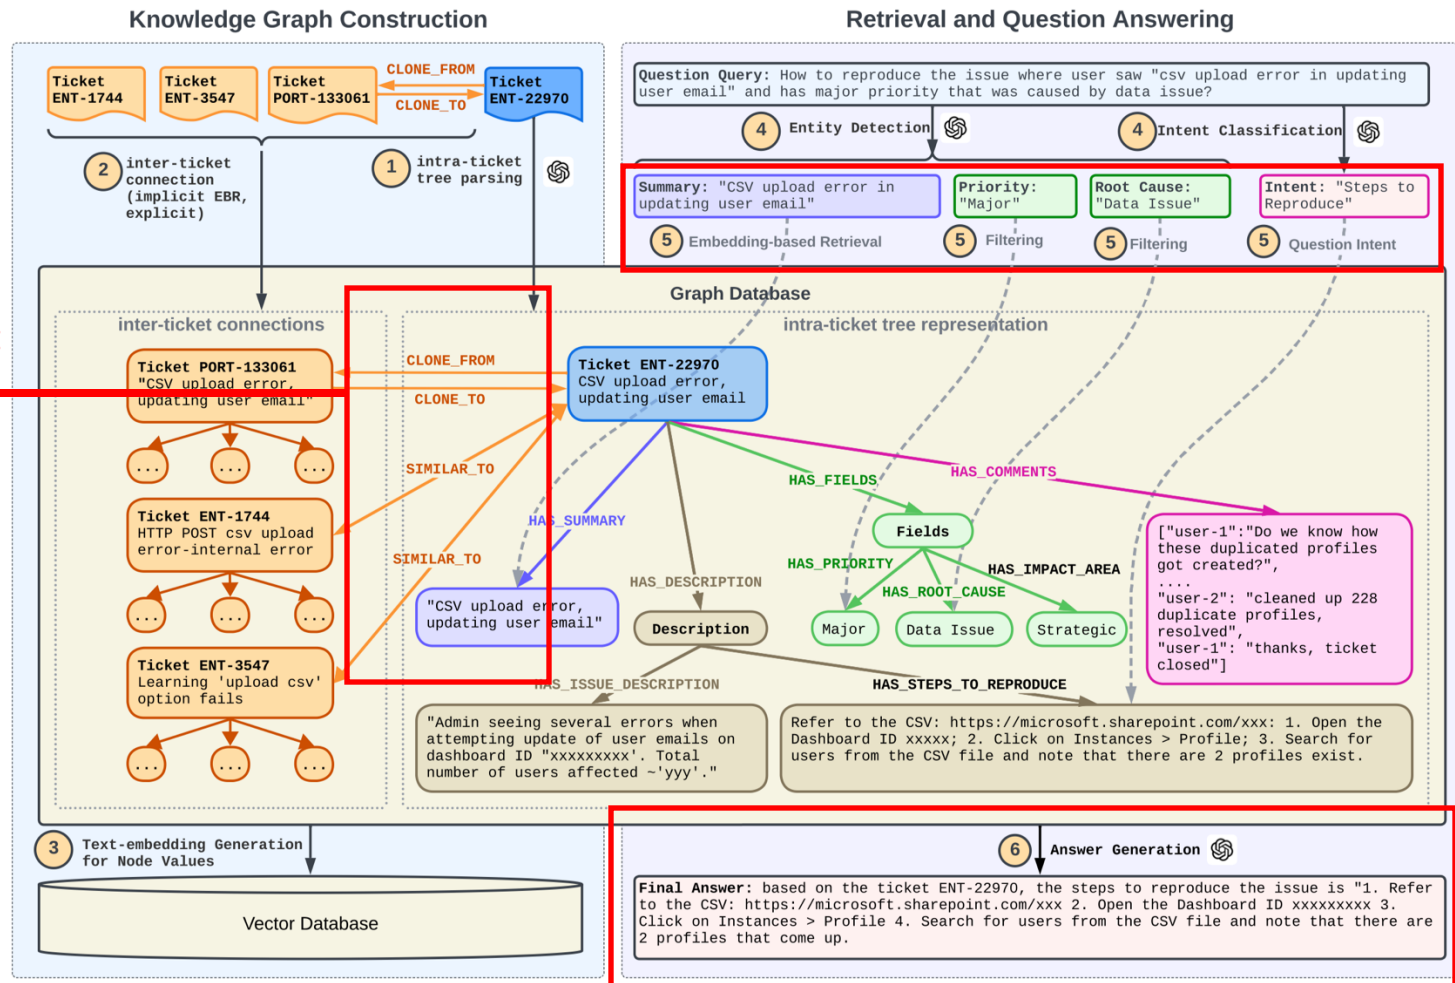 Knowledge Graph Construction
Ticket
ENT-1744
Ticket
ENT-3547
Ticket
PORT-133061
CLONE_FROM
CLONE_TO
Ticket
ENT-22970
2
inter-ticket
connection
(implicit EBR,
explicit)
1
intra-ticket
tree parsing
Retrieval and Question Answering
Question Query: How to reproduce the issue where user saw "csv upload error in updating
user email" and has major priority that was caused by data issue?
4
Entity Detection
4
Intent Classification
Summary: "CSV upload error in
updating user email"
Priority:
"Major"
Root Cause:
"Data Issue"
Intent: "Steps to
Reproduce"
5
Embedding-based Retrieval
5
Filtering
5
Filtering
5
Question Intent
Graph Database
inter-ticket connections
Ticket PORT-133061
"CSV upload error,
updating user email"
...
...
...
Ticket ENT-1744
HTTP POST csv upload
error-internal error
...
...
...
Ticket ENT-3547
Learning 'upload csv'
option fails
...
...
...
CLONE_FROM
CLONE_TO
SIMILAR_TO
SIMILAR_TO
intra-ticket tree representation
Ticket ENT-22970
CSV upload error,
updating user email
HAS_SUMMARY
HAS_DESCRIPTION
HAS_FIELDS
HAS_COMMENTS
Fields
HAS_PRIORITY
HAS_ROOT_CAUSE
HAS_IMPACT_AREA
"CSV upload error,
updating user email"
Description
Major
Data Issue
Strategic
["user-1":"Do we know how
these duplicated profiles
got created?",
....
"user-2": "cleaned up 228
duplicate profiles,
resolved",
"user-1": "thanks, ticket
closed"]
HAS_ISSUE_DESCRIPTION
HAS_STEPS_TO_REPRODUCE
"Admin seeing several errors when
attempting update of user emails on
dashboard ID "xxxxxxxxx'. Total
number of users affected ~'yyy'."
Refer to the CSV: https://microsoft.sharepoint.com/xxx: 1. Open the
Dashboard ID xxxxx; 2. Click on Instances > Profile; 3. Search for
users from the CSV file and note that there are 2 profiles exist.
3
Text-embedding Generation
for Node Values
Vector Database
6
Answer Generation
Final Answer: based on the ticket ENT-22970, the steps to reproduce the issue is "1. Refer
to the CSV: https://microsoft.sharepoint.com/xxx 2. Open the Dashboard ID xxxxxxxxx 3.
Click on Instances > Profile 4. Search for users from the CSV file and note that there are
2 profiles that come up.